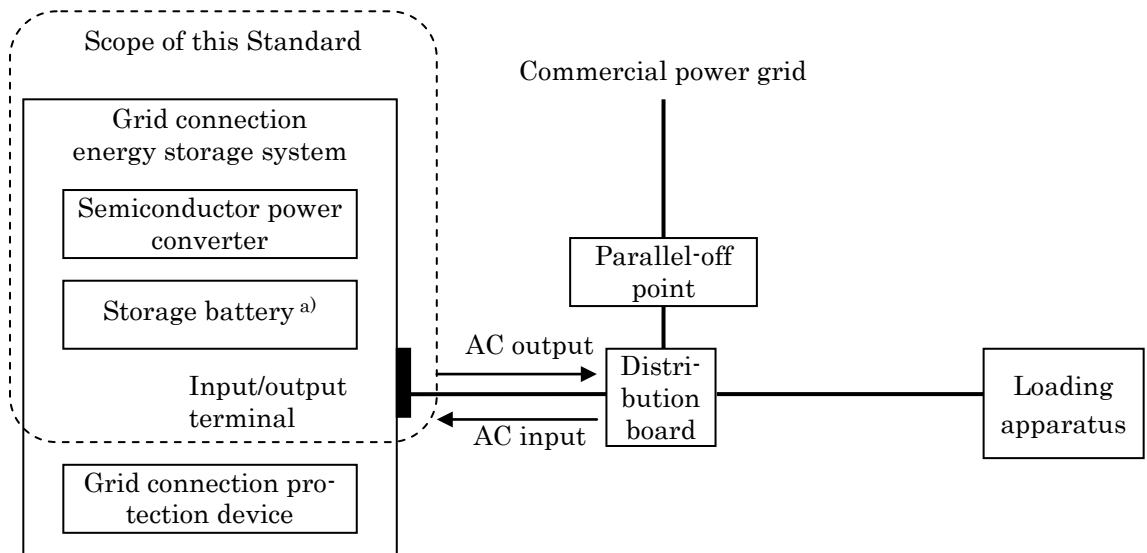 Scope of this Standard
Commercial power grid
Grid connection
energy storage system
Semiconductor power
converter
Parallel-off
point
Storage battery a)
AC output
Input/output
terminal
AC input
Distri-
bution
board
Loading
apparatus
Grid connection pro-
tection device